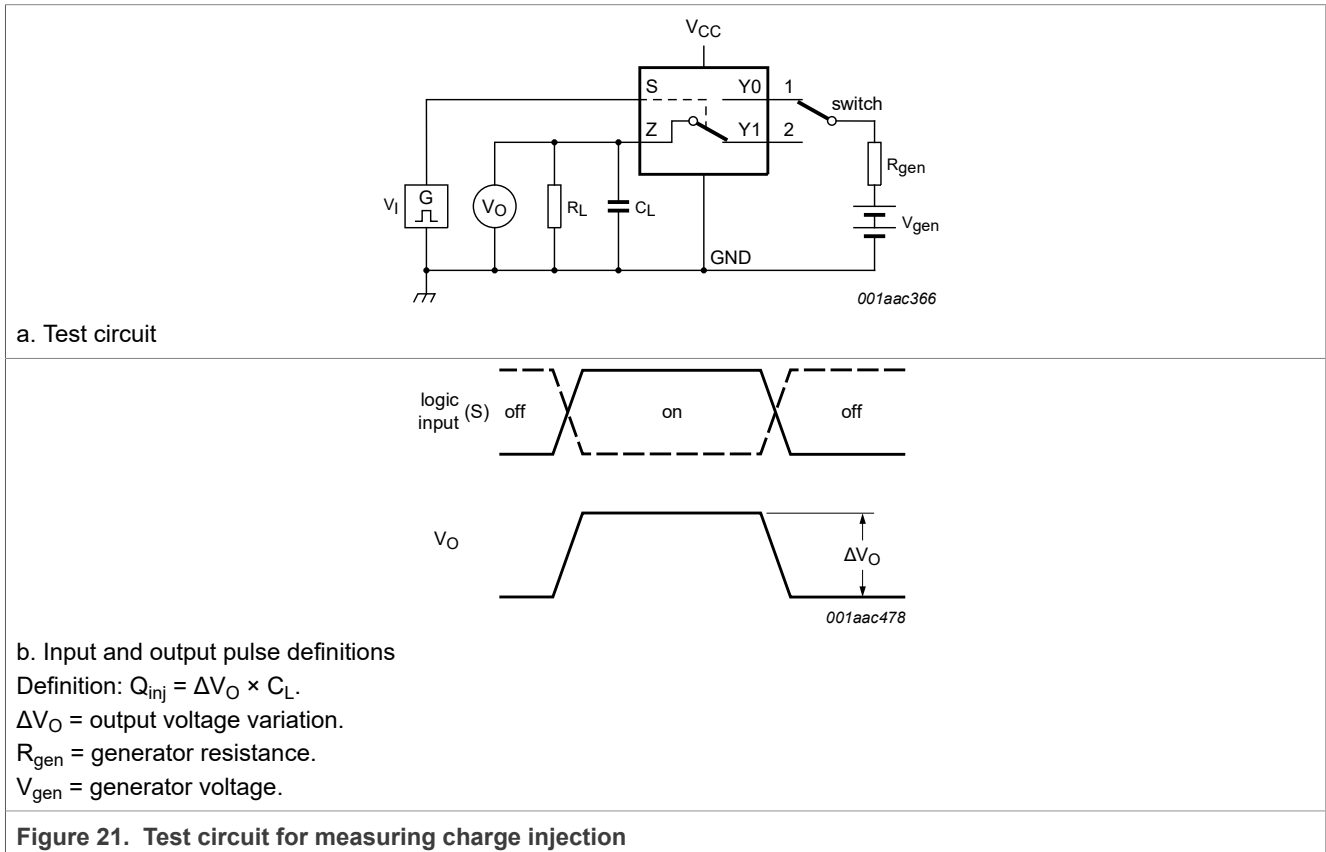 VCC
S
Y0
1
switch
Z
Y1
2
Rgen
VI
G
VO
RL
CL
Vgen
GND
001aac366
a. Test circuit
logic
input
(S)
off
on
off
VO
ΔVO
001aac478
b. Input and output pulse definitions
Definition: Qinj = ΔVO × CL.
ΔVO = output voltage variation.
Rgen = generator resistance.
Vgen = generator voltage.
Figure 21. Test circuit for measuring charge injection